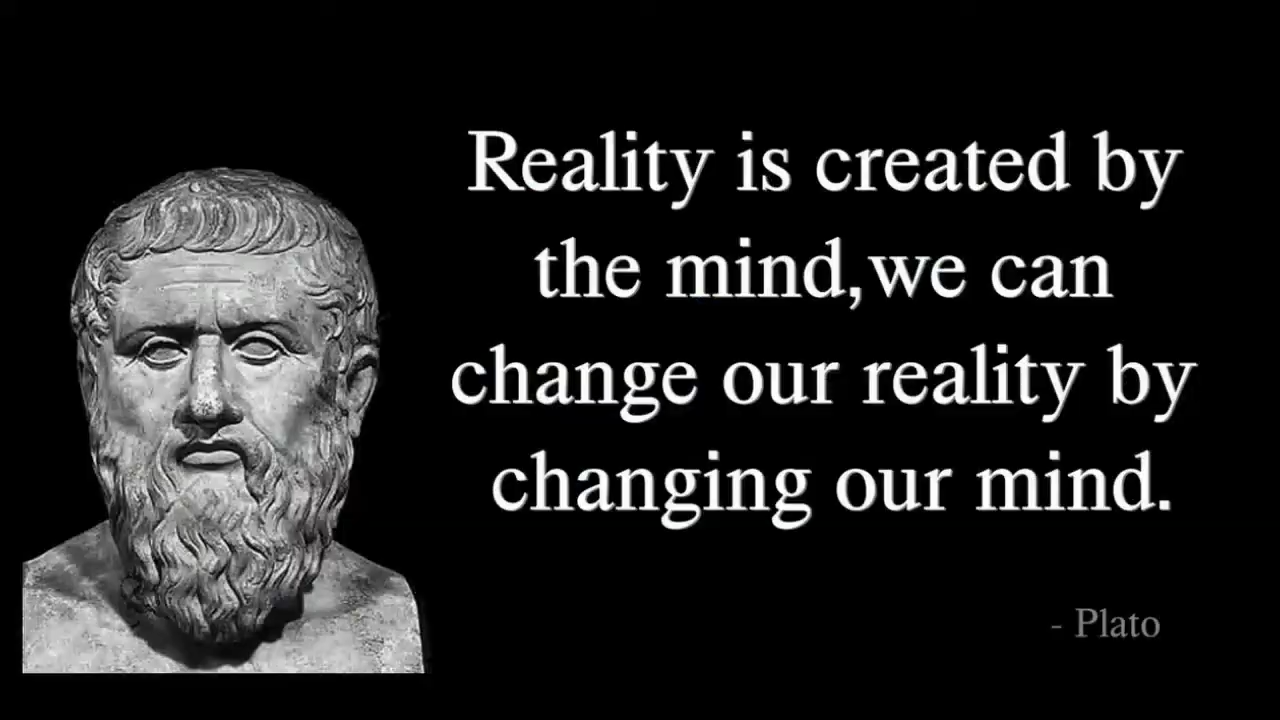 Reality is created by
the mind,we can
change our reality by
changing our mind.
- Plato